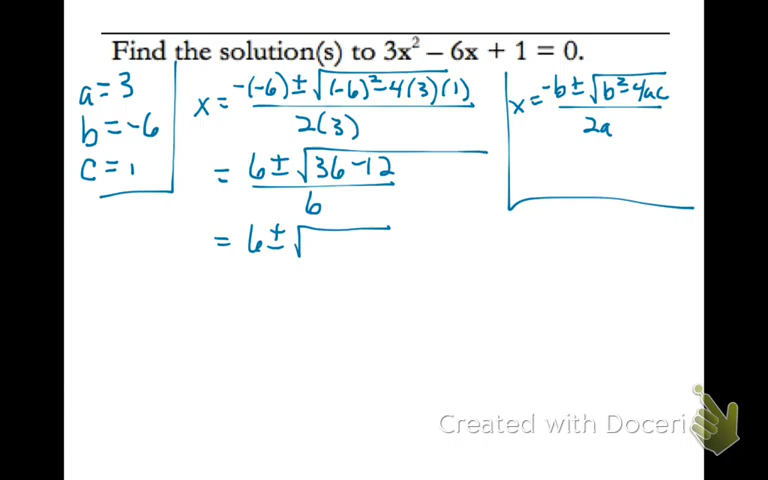 Find the solution(s) to 3x² – 6x + 1 = 0.
a = 3
b = -6
c = 1
x = -(-6) ± √(-6)² - 4(3)(1)
2(3)
= 6 ± √36 - 12
6
= 6 ± √
x = -b ± √b² - 4ac
2a
Created with Doceri